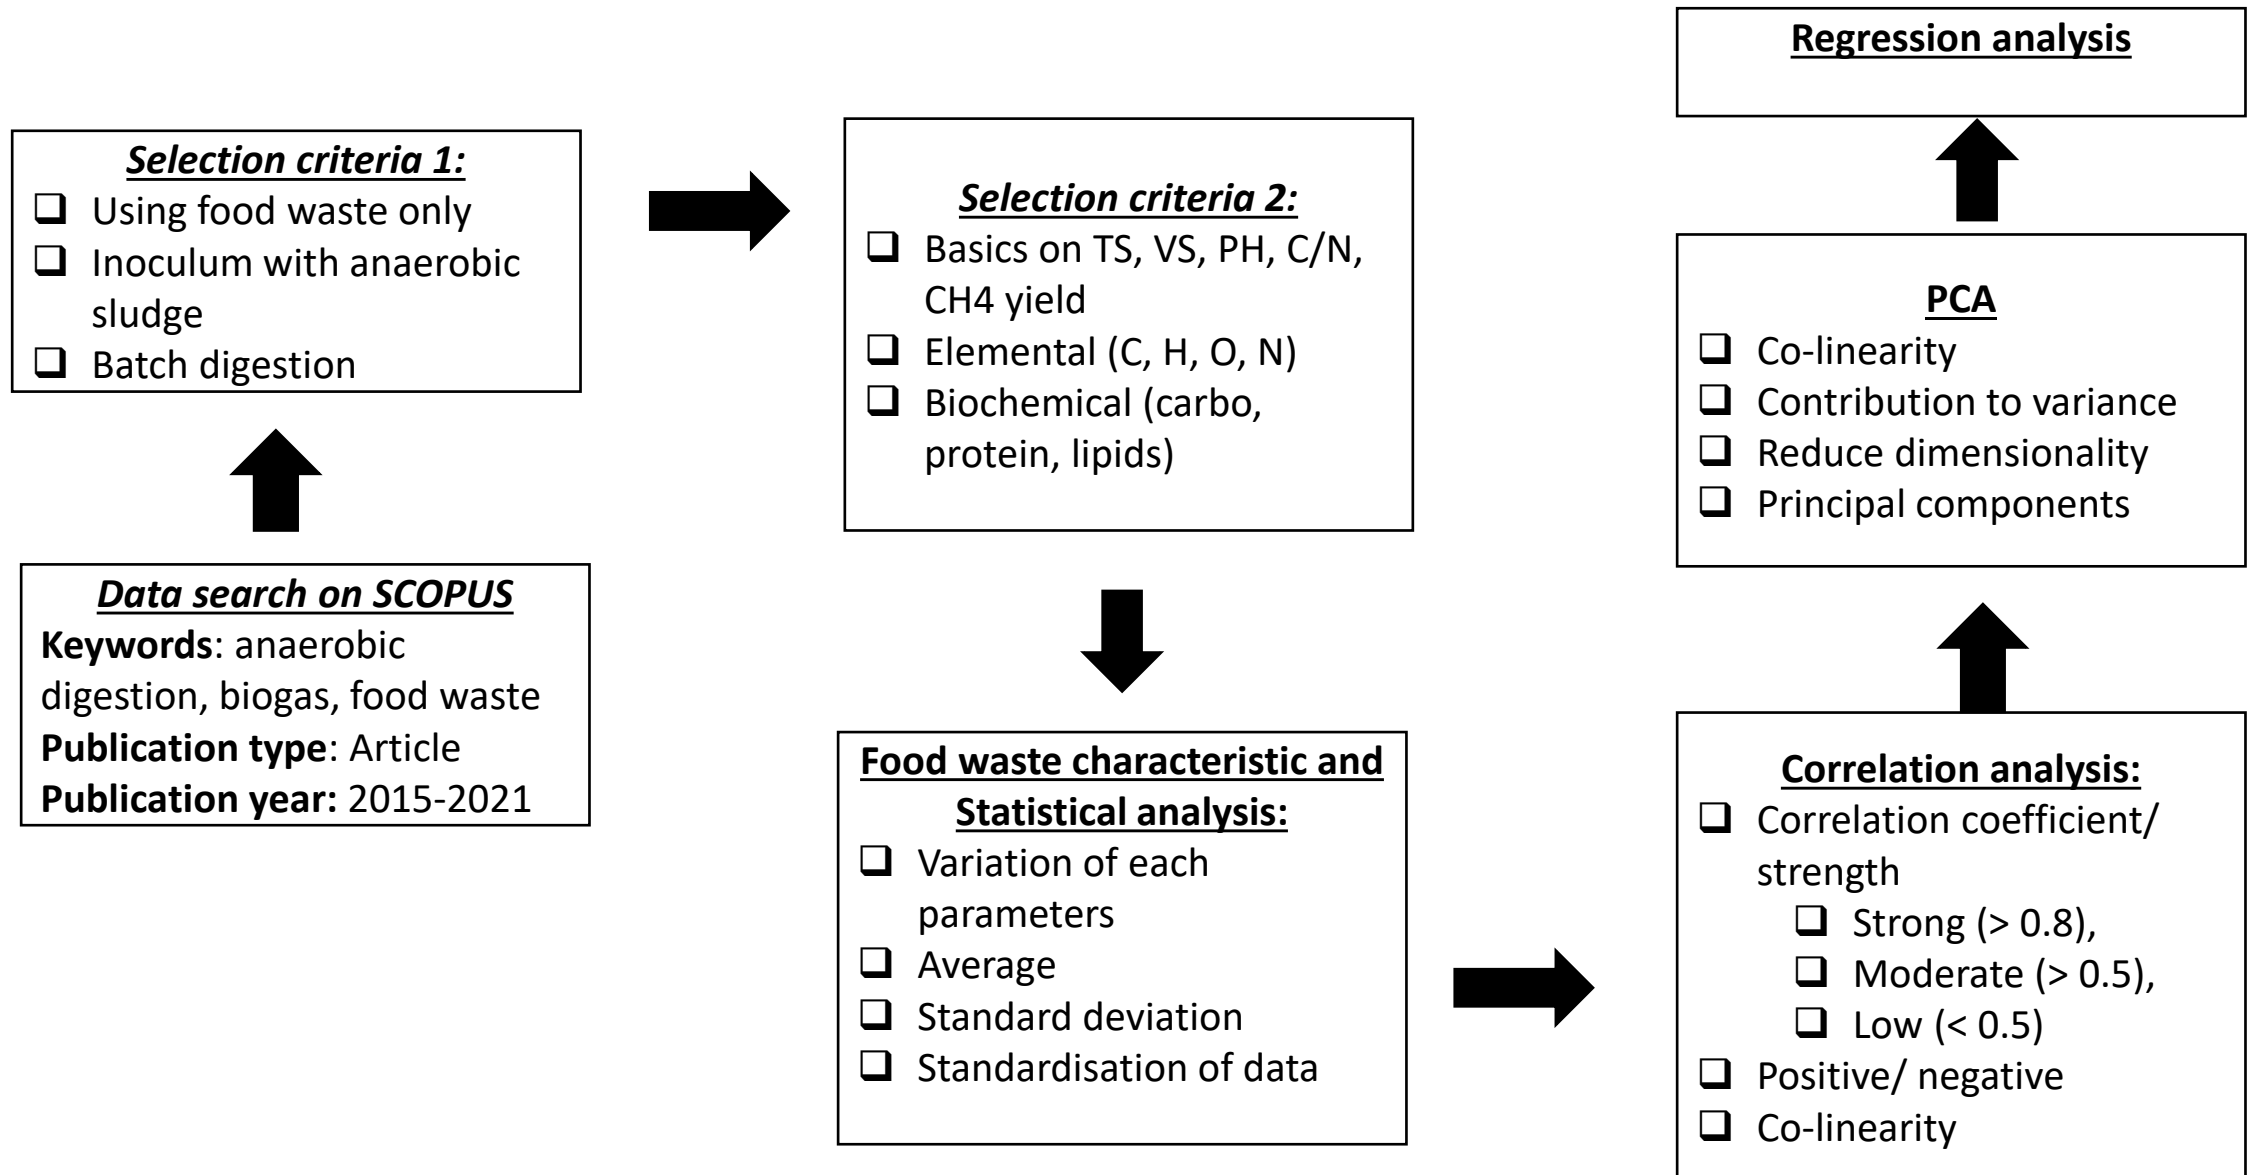 Data search on SCOPUS
Keywords: anaerobic
digestion, biogas, food waste
Publication type: Article
Publication year: 2015-2021
Selection criteria 1:
❑ Using food waste only
❑ Inoculum with anaerobic
sludge
❑ Batch digestion
Selection criteria 2:
❑ Basics on TS, VS, PH, C/N,
CH4 yield
❑ Elemental (C, H, O, N)
❑ Biochemical (carbo,
protein, lipids)
Food waste characteristic and
Statistical analysis:
❑ Variation of each
parameters
❑ Average
❑ Standard deviation
❑ Standardisation of data
Correlation analysis:
❑ Correlation coefficient/
strength
❑ Strong (> 0.8),
❑ Moderate (> 0.5),
❑ Low (< 0.5)
❑ Positive/ negative
❑ Co-linearity
PCA
❑ Co-linearity
❑ Contribution to variance
❑ Reduce dimensionality
❑ Principal components
Regression analysis